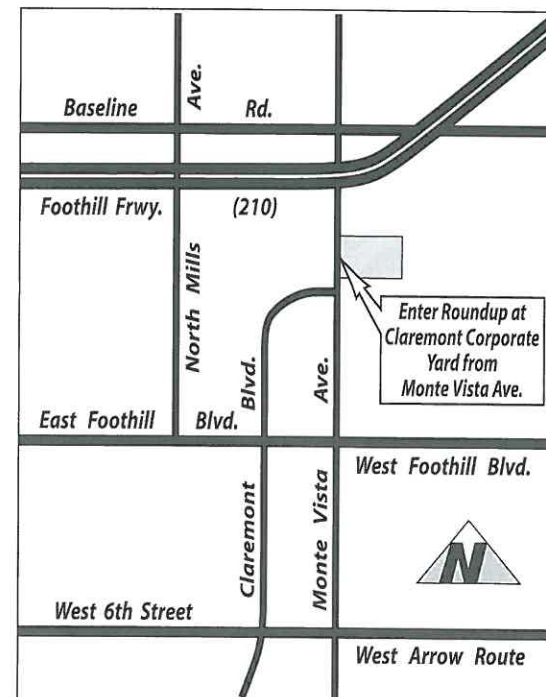 Baseline Rd.
North Mills Ave.
Foothill Frwy. (210)
Enter Roundup at
Claremont Corporate
Yard from
Monte Vista Ave.
Claremont Blvd.
Monte Vista Ave.
East Foothill Blvd.
West Foothill Blvd.
N
West 6th Street
West Arrow Route